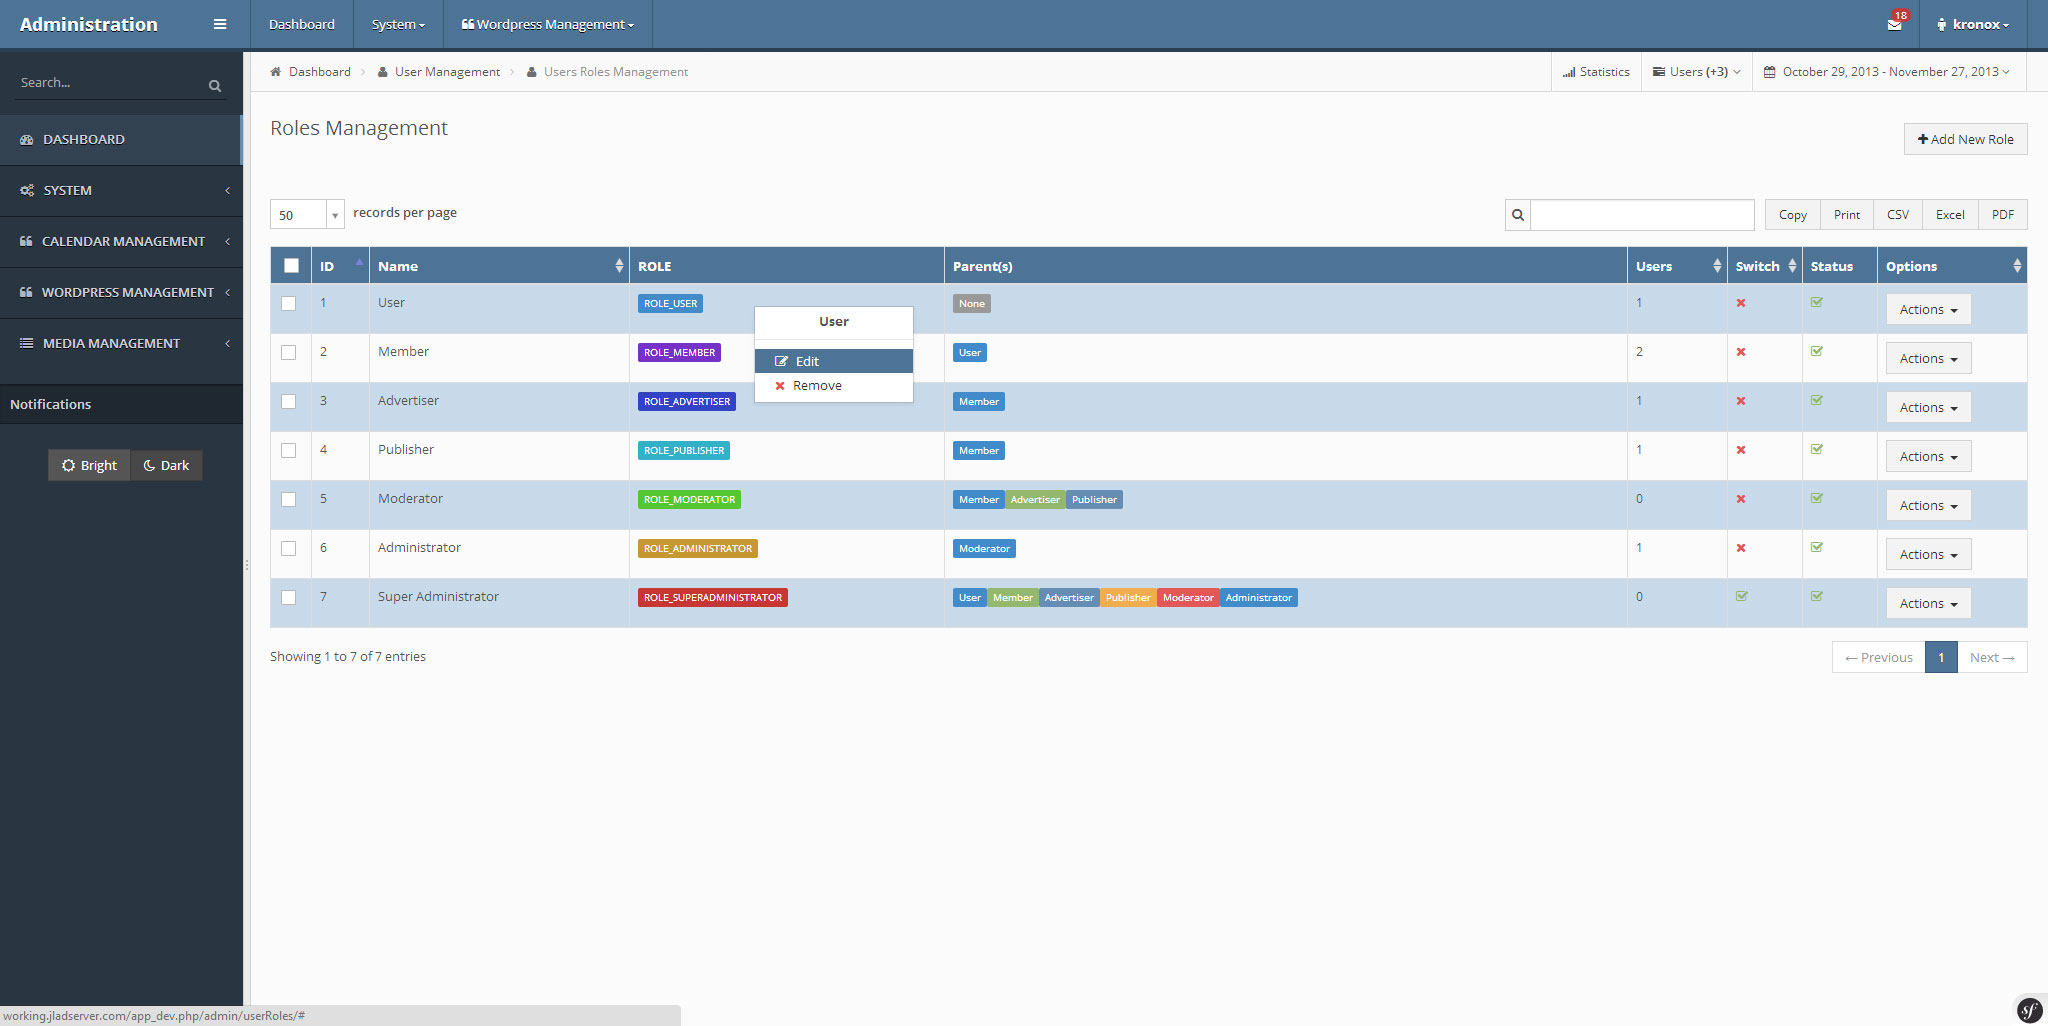 Administration
Dashboard System Wordpress Management 18 kronox
Search...
Dashboard User Management Users Roles Management Statistics Users (+3) October 29, 2013 - November 27, 2013
DASHBOARD
SYSTEM
CALENDAR MANAGEMENT
WORDPRESS MANAGEMENT
MEDIA MANAGEMENT
Notifications
Bright Dark
Roles Management
Add New Role
50 records per page
Copy Print CSV Excel PDF
ID Name ROLE Parent(s) Users Switch Status Options
1 User ROLE_USER None 1 Actions
2 Member ROLE_MEMBER User 2 Actions
3 Advertiser ROLE_ADVERTISER Member 1 Actions
4 Publisher ROLE_PUBLISHER Member 1 Actions
5 Moderator ROLE_MODERATOR Member Advertiser Publisher 0 Actions
6 Administrator ROLE_ADMINISTRATOR Moderator 1 Actions
7 Super Administrator ROLE_SUPERADMINISTRATOR User Member Advertiser Publisher Moderator Administrator 0 Actions
User
Edit
Remove
Showing 1 to 7 of 7 entries
← Previous 1 Next →
working.jladserver.com/app_dev.php/admin/userRoles/#
sf